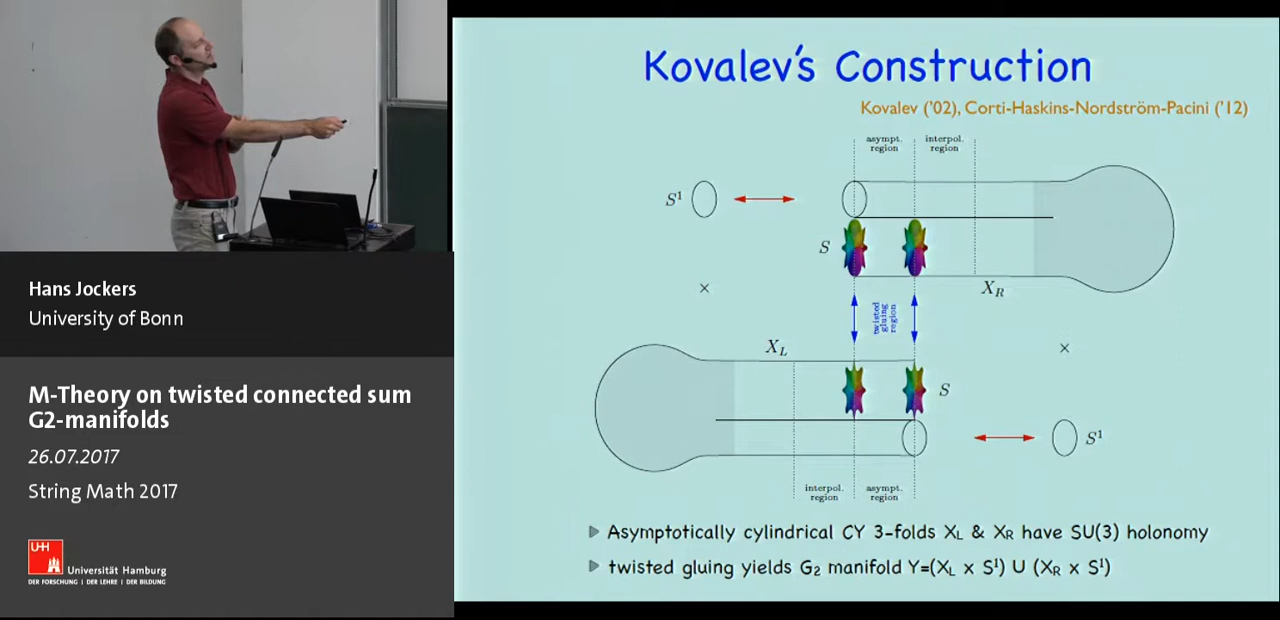 Kovalev's Construction
Kovalev ('02), Corti-Haskins-Nordström-Pacini ('12)
asympt. region
interpol. region
S¹
S
×
X_R
twisted gluing region
X_L
×
S
S¹
interpol. region
asympt. region
Asymptotically cylindrical CY 3-folds X_L & X_R have SU(3) holonomy
twisted gluing yields G₂ manifold Y=(X_L x S¹) U (X_R x S¹)
Hans Jockers
University of Bonn
M-Theory on twisted connected sum
G2-manifolds
26.07.2017
String Math 2017
UH
Universität Hamburg
DER FORSCHUNG | DER LEHRE | DER BILDUNG